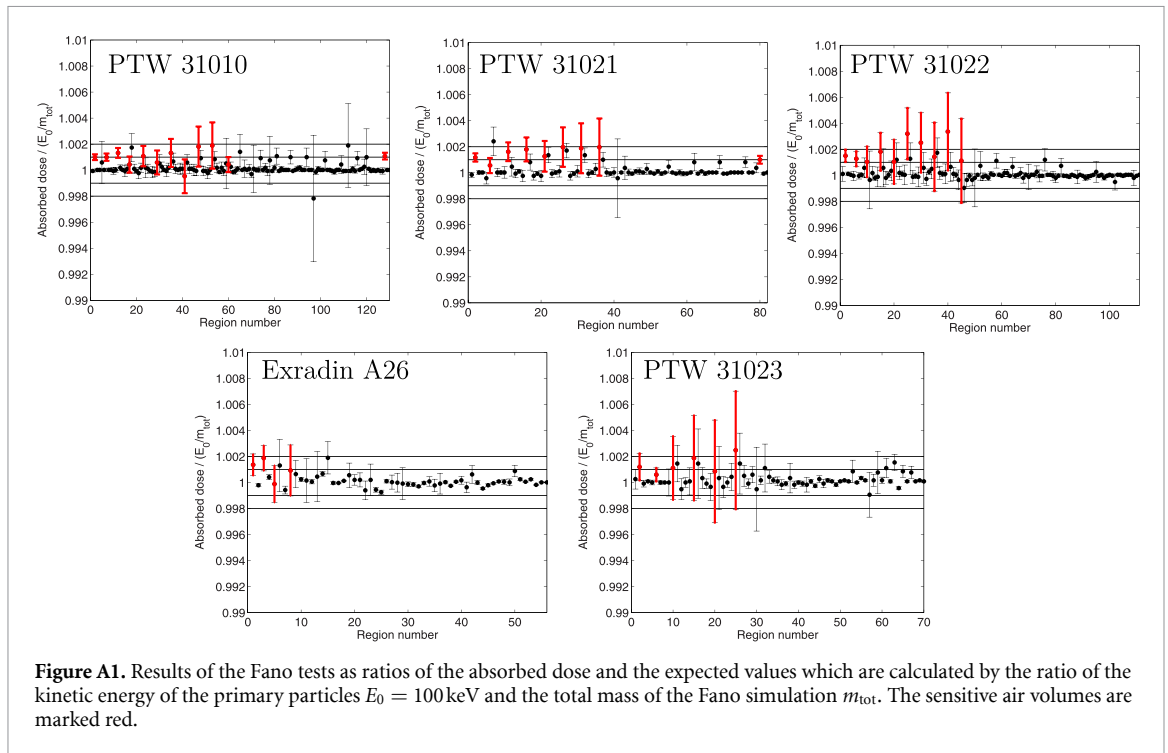 PTW 31010
1.01
1.008
1.006
1.004
1.002
1
0.998
0.996
0.994
0.992
0.99
Absorbed dose / (E₀/mₜₒₜ)
0 20 40 60 80 100 120
Region number
PTW 31021
1.01
1.008
1.006
1.004
1.002
1
0.998
0.996
0.994
0.992
0.99
Absorbed dose / (E₀/mₜₒₜ)
0 20 40 60 80
Region number
PTW 31022
1.01
1.008
1.006
1.004
1.002
1
0.998
0.996
0.994
0.992
0.99
Absorbed dose / (E₀/mₜₒₜ)
0 20 40 60 80 100
Region number
Exradin A26
1.01
1.008
1.006
1.004
1.002
1
0.998
0.996
0.994
0.992
0.99
Absorbed dose / (E₀/mₜₒₜ)
0 10 20 30 40 50
Region number
PTW 31023
1.01
1.008
1.006
1.004
1.002
1
0.998
0.996
0.994
0.992
0.99
Absorbed dose / (E₀/mₜₒₜ)
0 10 20 30 40 50 60 70
Region number
Figure A1. Results of the Fano tests as ratios of the absorbed dose and the expected values which are calculated by the ratio of the
kinetic energy of the primary particles E₀ = 100 keV and the total mass of the Fano simulation mₜₒₜ. The sensitive air volumes are
marked red.